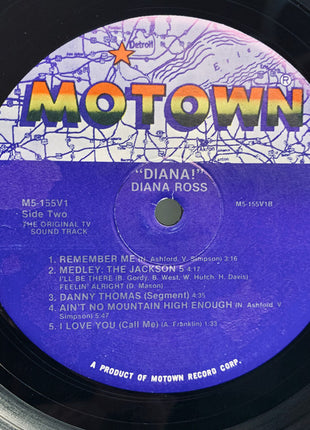 Detroit
Erie
MOTOWN®
"DIANA!"
DIANA ROSS
M5-155V1
Side Two
THE ORIGINAL TV
SOUND TRACK
M5-155V1B
1. REMEMBER ME (N. Ashford, V. Simpson) 3:16
2. MEDLEY: THE JACKSON 5 4:17
I'LL BE THERE (B. Gordy, B. West, W. Hutch, H. Davis)
FEELIN' ALRIGHT (D. Mason)
3. DANNY THOMAS (Segment) 4:35
4. AIN'T NO MOUNTAIN HIGH ENOUGH (N. Ashford, V.
Simpson) 5:47
5. I LOVE YOU (Call Me) (A. Franklin) 1:33
A PRODUCT OF MOTOWN RECORD CORP.